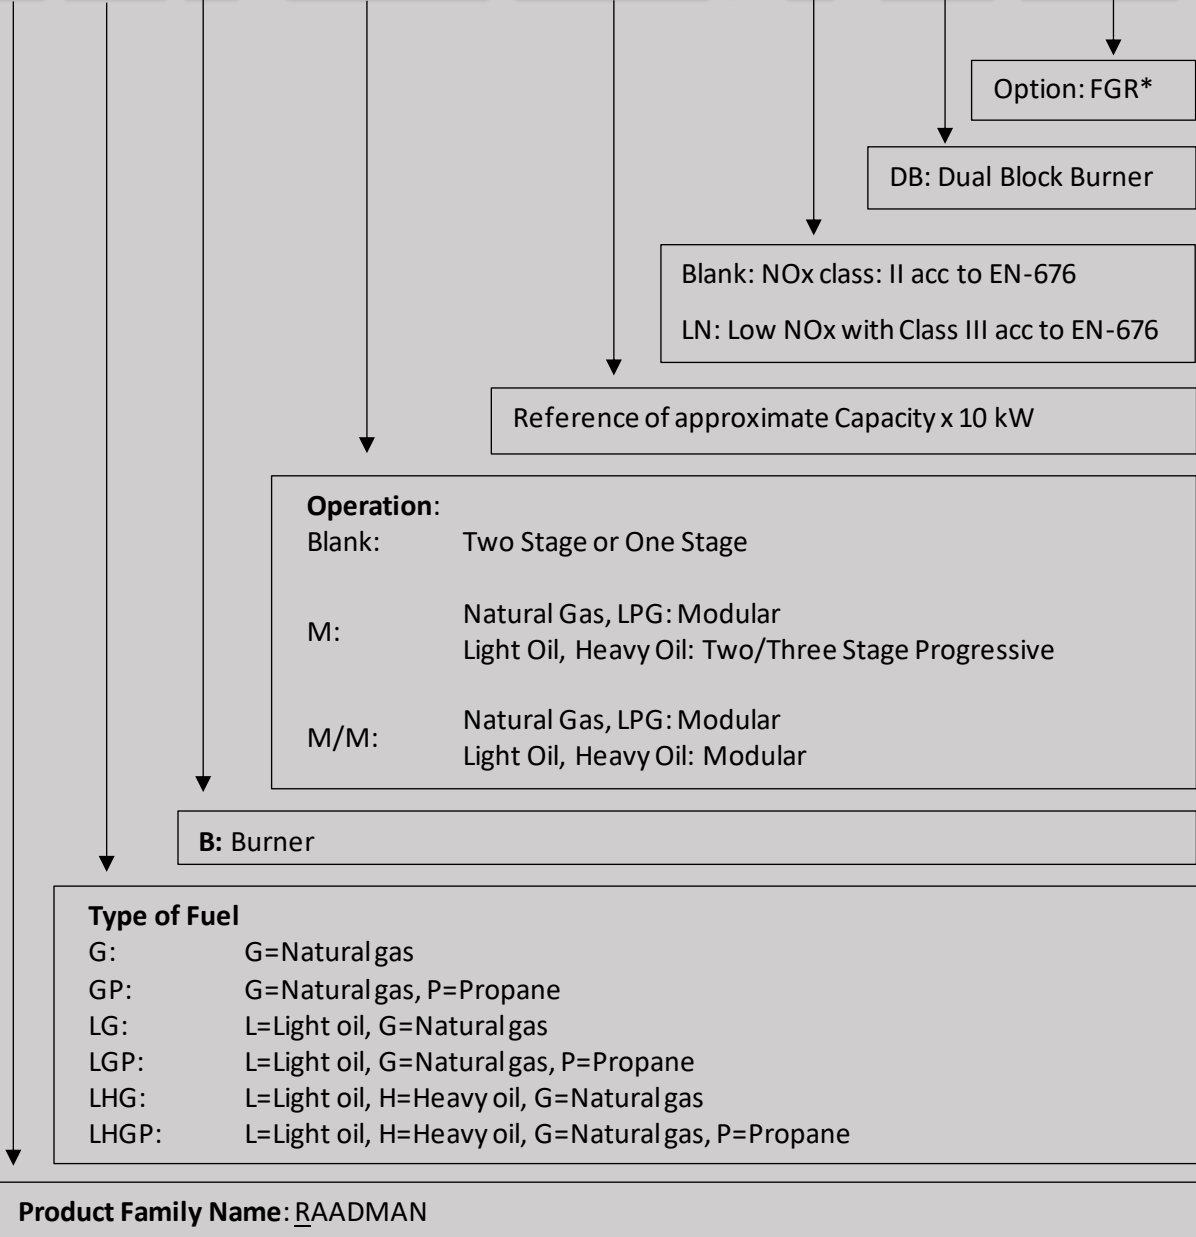 Option: FGR*
DB: Dual Block Burner
Blank: NOx class: II acc to EN-676
LN: Low NOx with Class III acc to EN-676
Reference of approximate Capacity x 10 kW
Operation:
Blank: Two Stage or One Stage
M: Natural Gas, LPG: Modular
Light Oil, Heavy Oil: Two/Three Stage Progressive
M/M: Natural Gas, LPG: Modular
Light Oil, Heavy Oil: Modular
B: Burner
Type of Fuel
G: G=Natural gas
GP: G=Natural gas, P=Propane
LG: L=Light oil, G=Natural gas
LGP: L=Light oil, G=Natural gas, P=Propane
LHG: L=Light oil, H=Heavy oil, G=Natural gas
LHGP: L=Light oil, H=Heavy oil, G=Natural gas, P=Propane
Product Family Name: RAADMAN